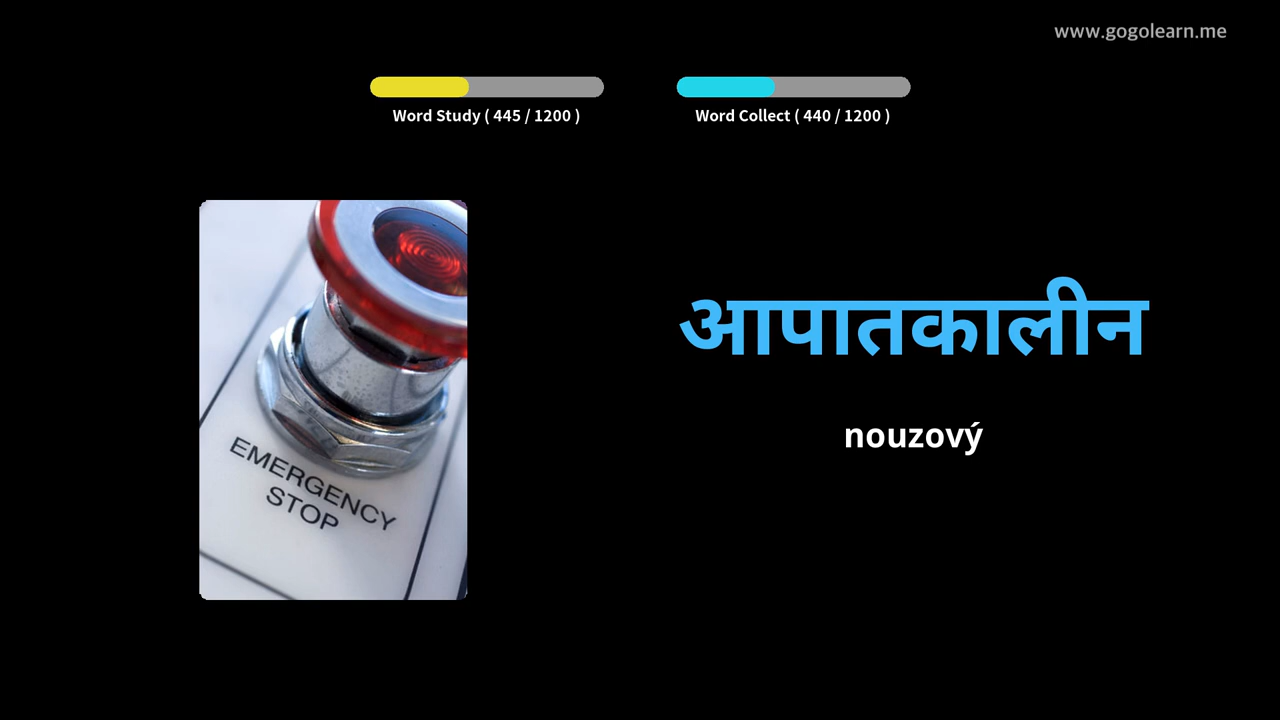 www.gogolearn.me
Word Study ( 445 / 1200 )
Word Collect ( 440 / 1200 )
EMERGENCY
STOP
आपातकालीन
nouzový